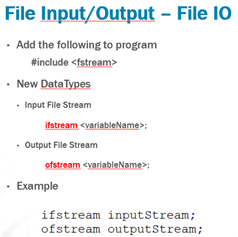 File Input/Output – File IO
• Add the following to program
#include <fstream>
• New DataTypes
• Input File Stream
ifstream <variableName>;
• Output File Stream
ofstream <variableName>;
• Example
ifstream inputStream;
ofstream outputStream;